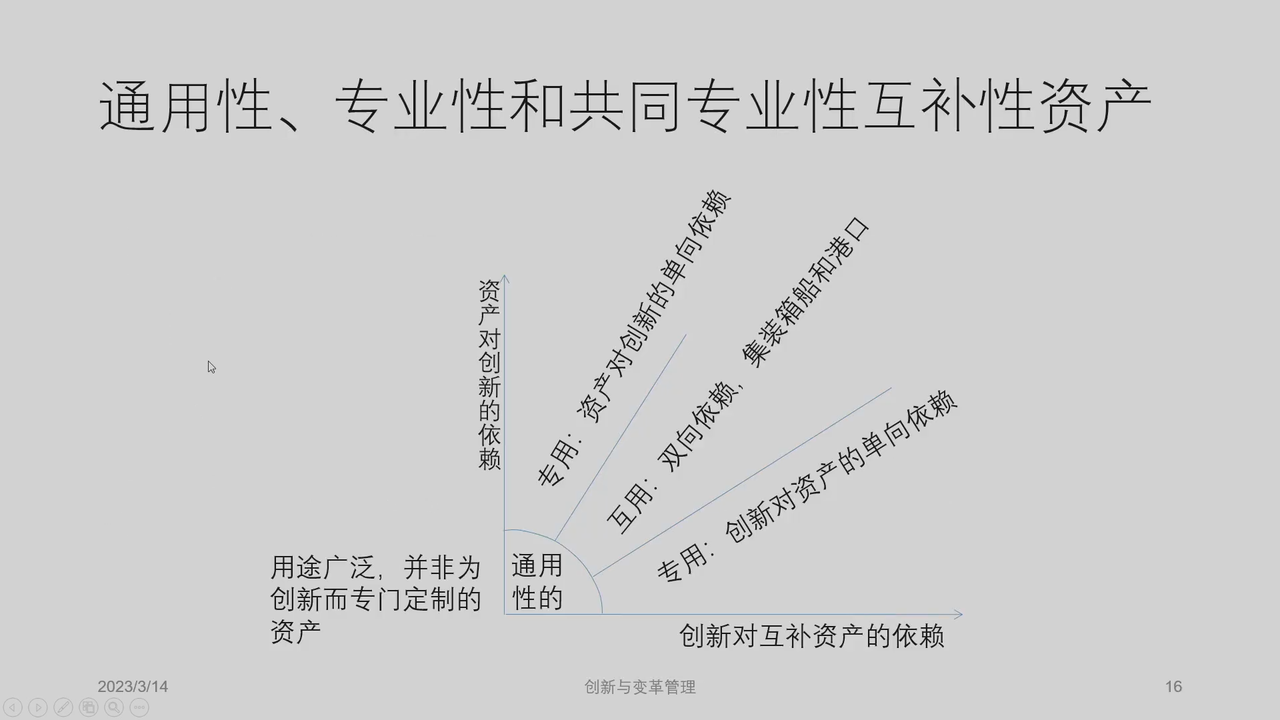 通用性、专业性和共同专业性互补性资产
资产对创新的依赖
专用：资产对创新的单向依赖
互用：双向依赖，集装箱船和港口
专用：创新对资产的单向依赖
通用
性的
用途广泛，并非为
创新而专门定制的
资产
创新对互补资产的依赖
2023/3/14
创新与变革管理
16